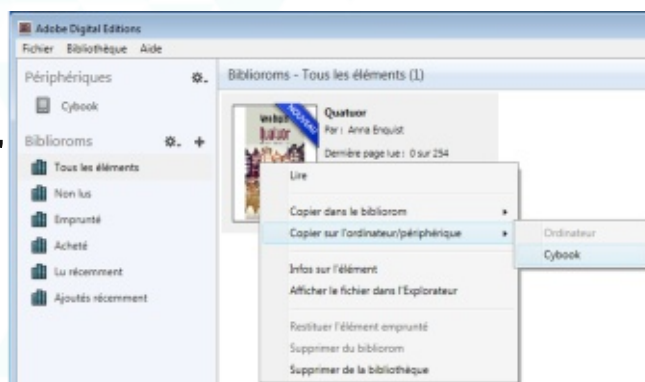 Adobe Digital Editions
Fichier Bibliothèque Aide
Périphériques
Cybook
Biblioroms
Tous les éléments
Non lus
Emprunté
Acheté
Lu récemment
Ajoutés récemment
Biblioroms - Tous les éléments (1)
NOUVEAU
Quatuor
Quatuor
Par : Anna Enquist
Dernière page lue : 0 sur 254
Lire
Copier dans le bibliorom
Copier sur l'ordinateur/périphérique
Ordinateur
Cybook
Infos sur l'élément
Afficher le fichier dans l'Explorateur
Restituer l'élément emprunté
Supprimer du bibliorom
Supprimer de la bibliothèque